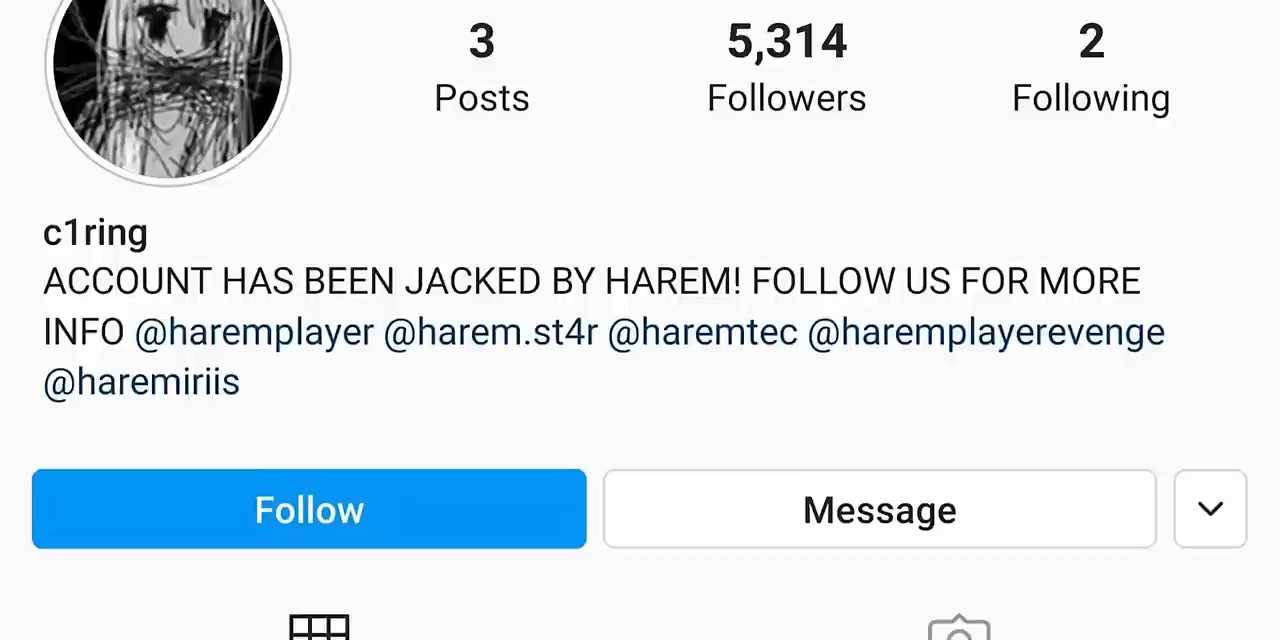 3 5,314 2
Posts Followers Following
c1ring
ACCOUNT HAS BEEN JACKED BY HAREM! FOLLOW US FOR MORE
INFO @haremplayer @harem.st4r @haremtec @haremplayerevenge
@haremiriis
Follow Message